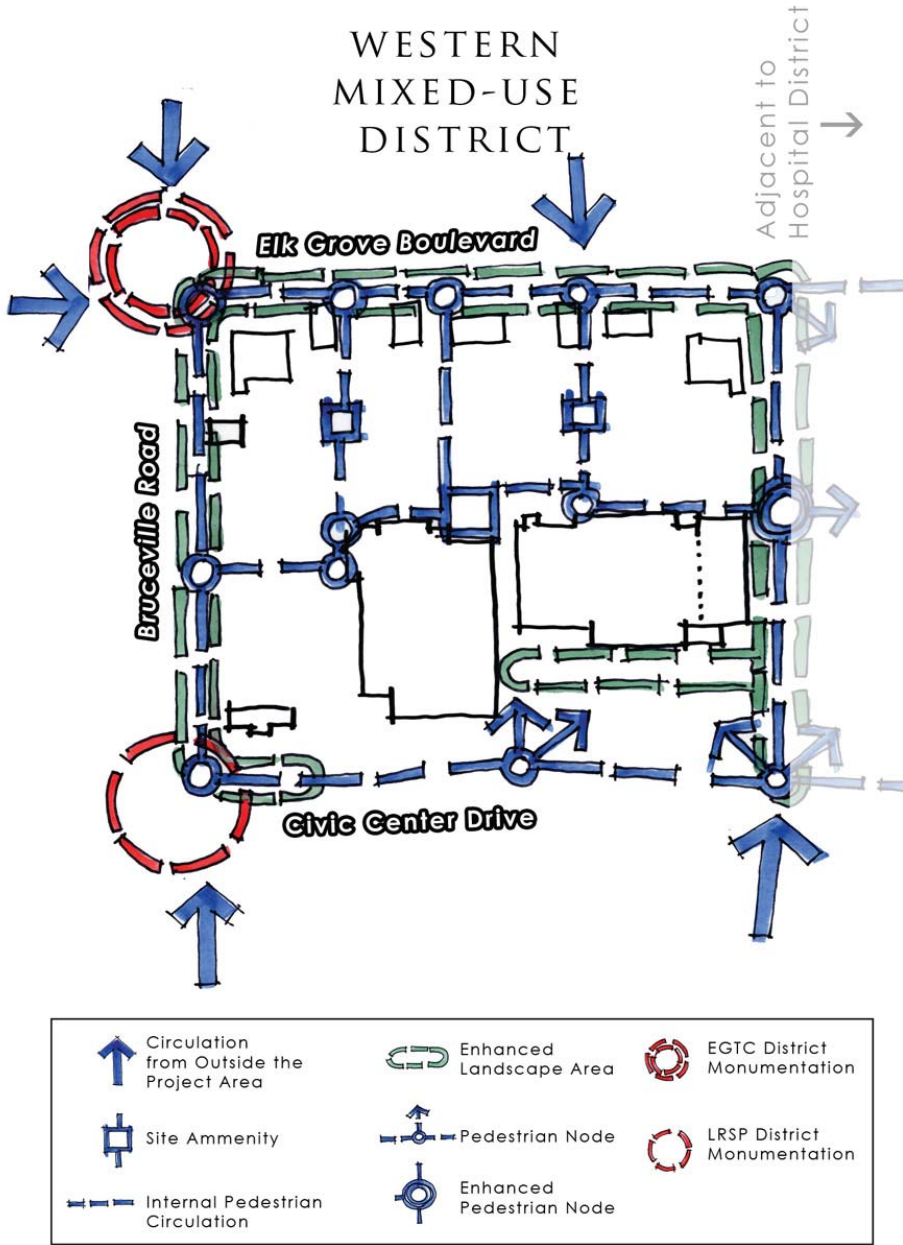 WESTERN
MIXED-USE
DISTRICT
Adjacent to
Hospital District
Elk Grove Boulevard
Bruceville Road
Civic Center Drive
Circulation
from Outside the
Project Area
Site Ammenity
Internal Pedestrian
Circulation
Enhanced
Landscape Area
Pedestrian Node
Enhanced
Pedestrian Node
EGTC District
Monumentation
LRSP District
Monumentation